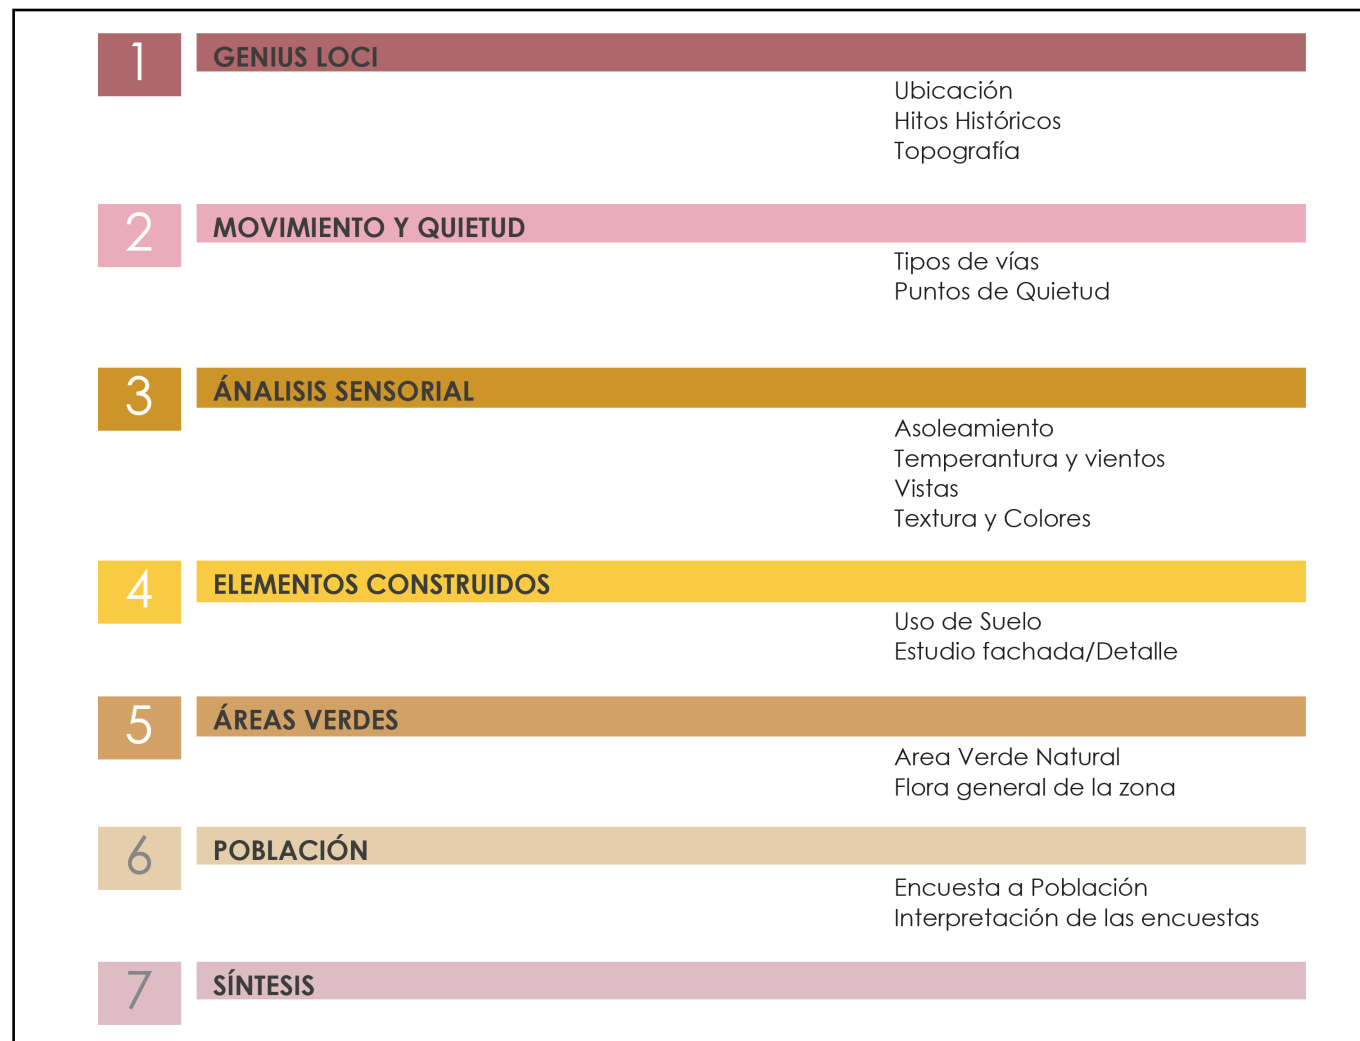 1 GENIUS LOCI
Ubicación
Hitos Históricos
Topografía
2 MOVIMIENTO Y QUIETUD
Tipos de vías
Puntos de Quietud
3 ÁNALISIS SENSORIAL
Asoleamiento
Temperantura y vientos
Vistas
Textura y Colores
4 ELEMENTOS CONSTRUIDOS
Uso de Suelo
Estudio fachada/Detalle
5 ÁREAS VERDES
Area Verde Natural
Flora general de la zona
6 POBLACIÓN
Encuesta a Población
Interpretación de las encuestas
7 SÍNTESIS